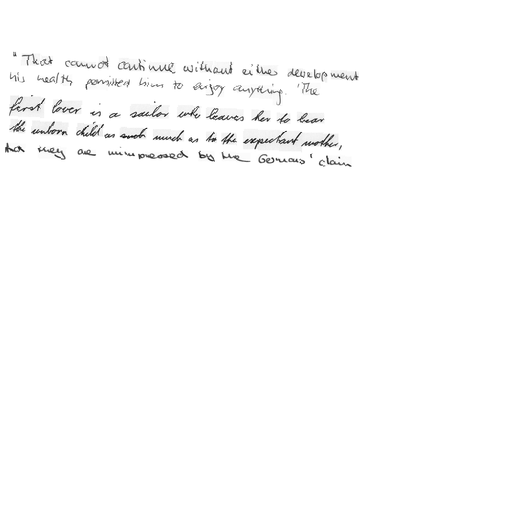 " That cannot continue without either development
his health permitted him to enjoy anything. 'The
first lover is a sailor who leaves her to bear
the unborn child as such much as to the expectant mother,
that they are unimpressed by the Germans' claim